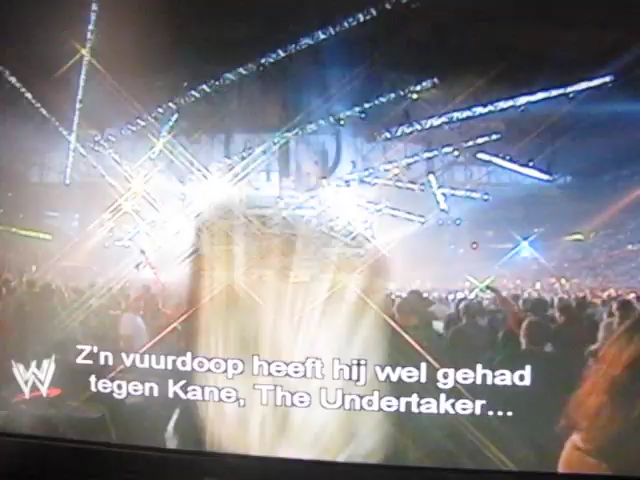 Z'n vuurdoop heeft hij wel gehad
tegen Kane, The Undertaker...
W